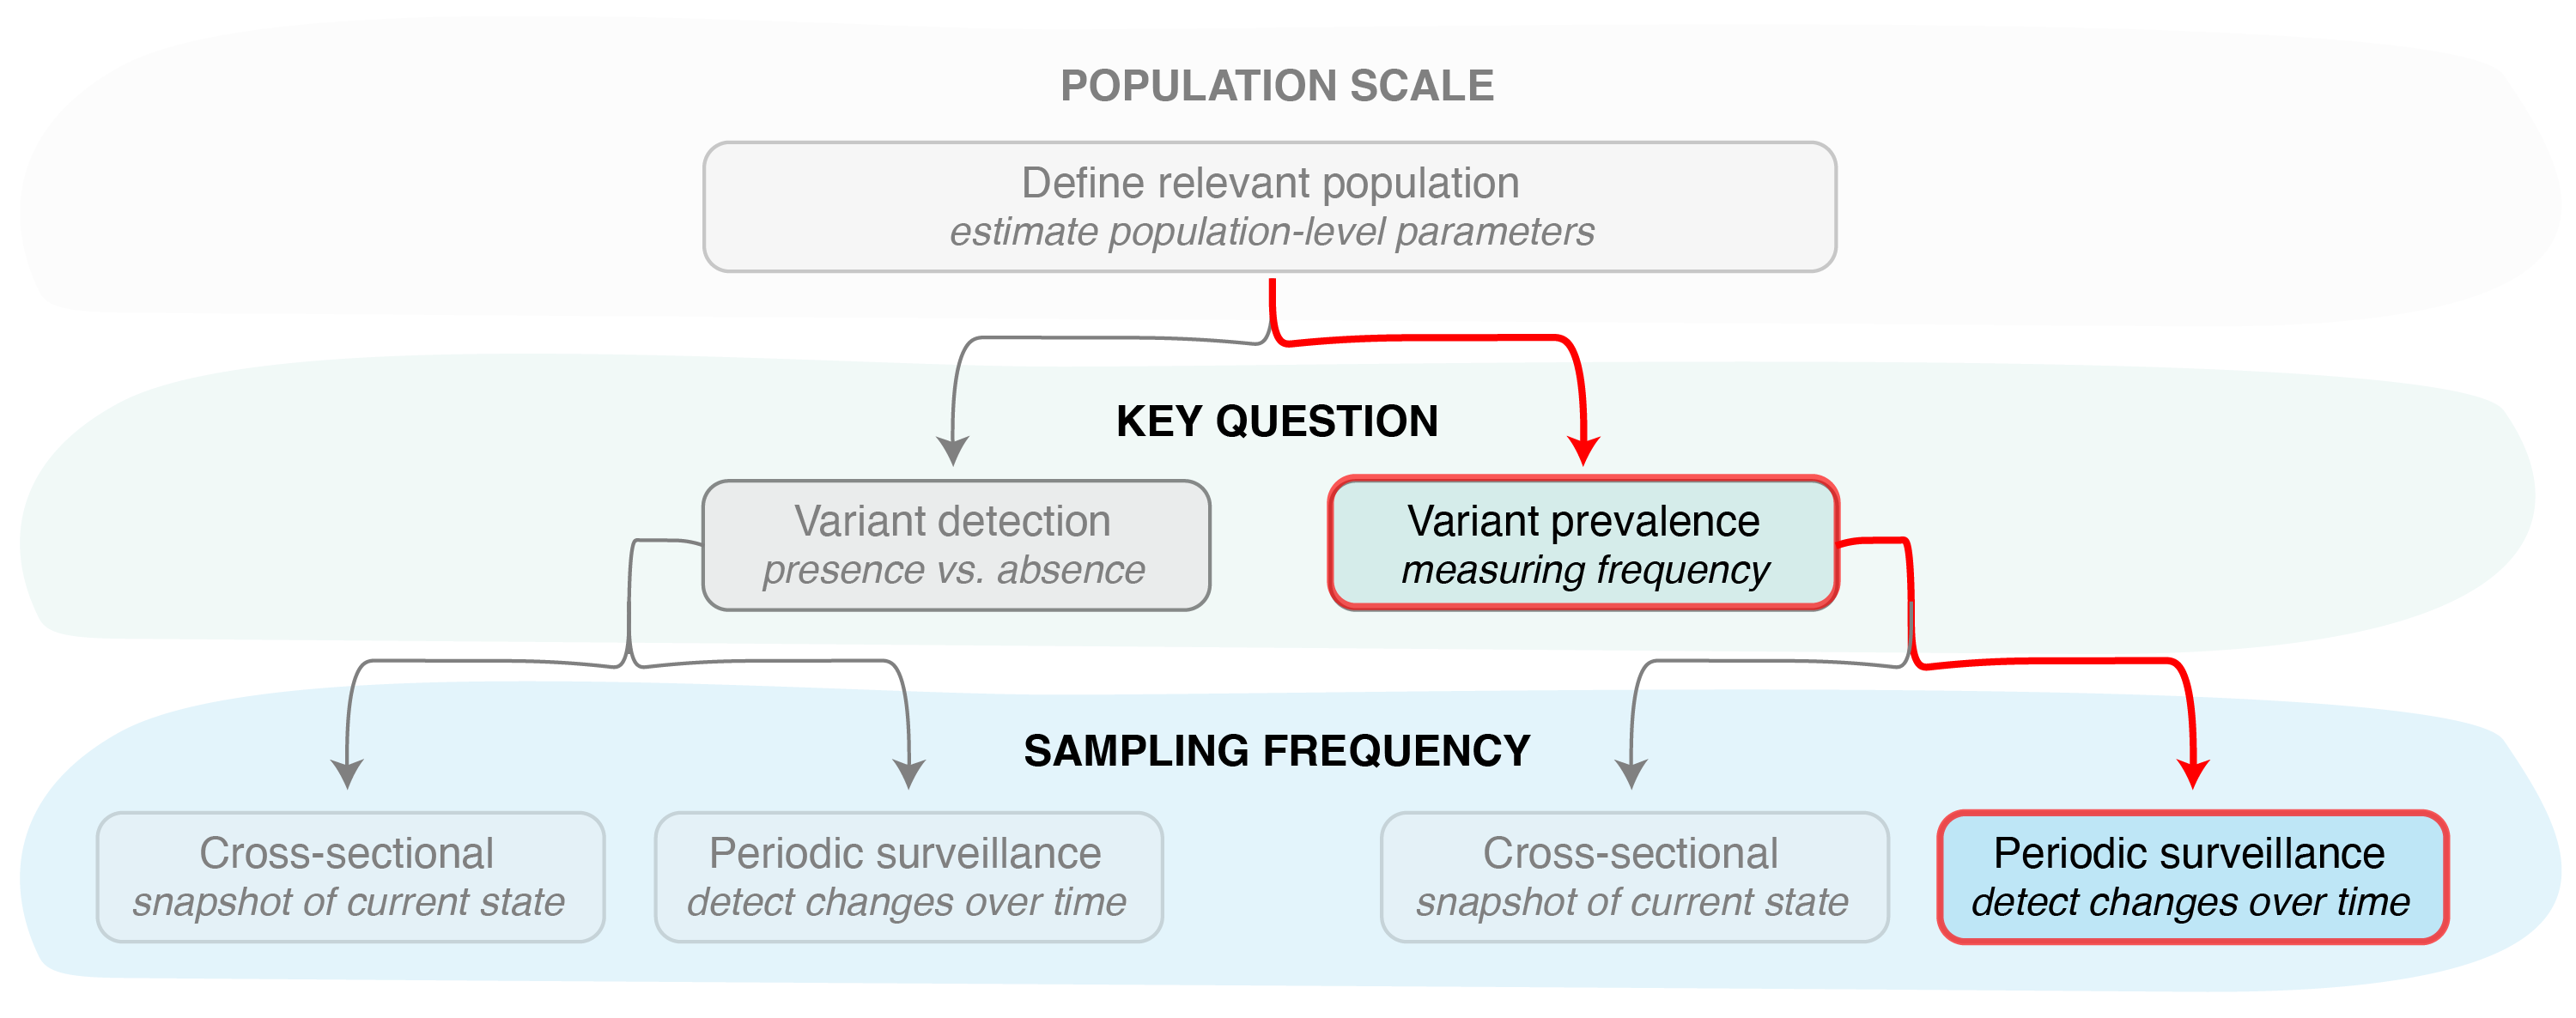 POPULATION SCALE
Define relevant population
estimate population-level parameters
KEY QUESTION
Variant detection
presence vs. absence
Variant prevalence
measuring frequency
SAMPLING FREQUENCY
Cross-sectional
snapshot of current state
Periodic surveillance
detect changes over time
Cross-sectional
snapshot of current state
Periodic surveillance
detect changes over time